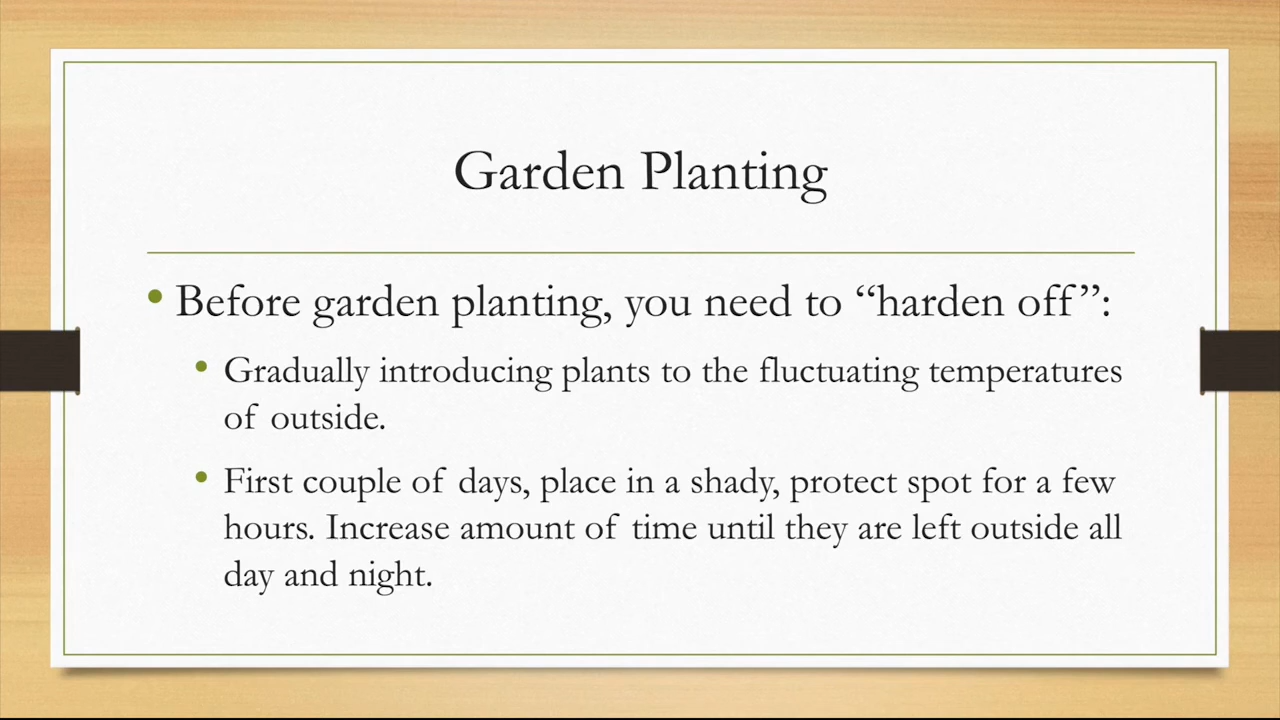 Garden Planting
• Before garden planting, you need to “harden off”:
• Gradually introducing plants to the fluctuating temperatures
of outside.
• First couple of days, place in a shady, protect spot for a few
hours. Increase amount of time until they are left outside all
day and night.